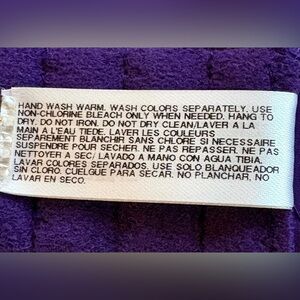 HAND WASH WARM. WASH COLORS SEPARATELY. USE
NON-CHLORINE BLEACH ONLY WHEN NEEDED. HANG TO
DRY. DO NOT IRON. DO NOT DRY CLEAN/LAVER A LA
MAIN A L'EAU TIEDE. LAVER LES COULEURS
SEPAREMENT BLANCHIR SANS CHLORE SI NECESSAIRE
SUSPENDRE POUR SECHER. NE PAS REPASSER. NE PAS
NETTOYER A SEC/ LAVADO A MANO CON AGUA TIBIA.
LAVAR COLORES SEPARADOS. USE SOLO BLANQUEADOR
SIN CLORO. CUELGUE PARA SECAR. NO PLANCHAR, NO
LAVAR EN SECO.